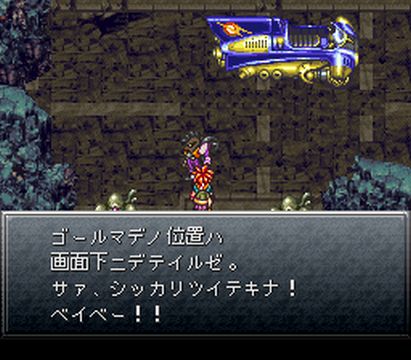 ゴールマデノ位置ハ
画面下ニデテイルゼ。
サァ、シッカリツイテキナ！
ベイベー！！